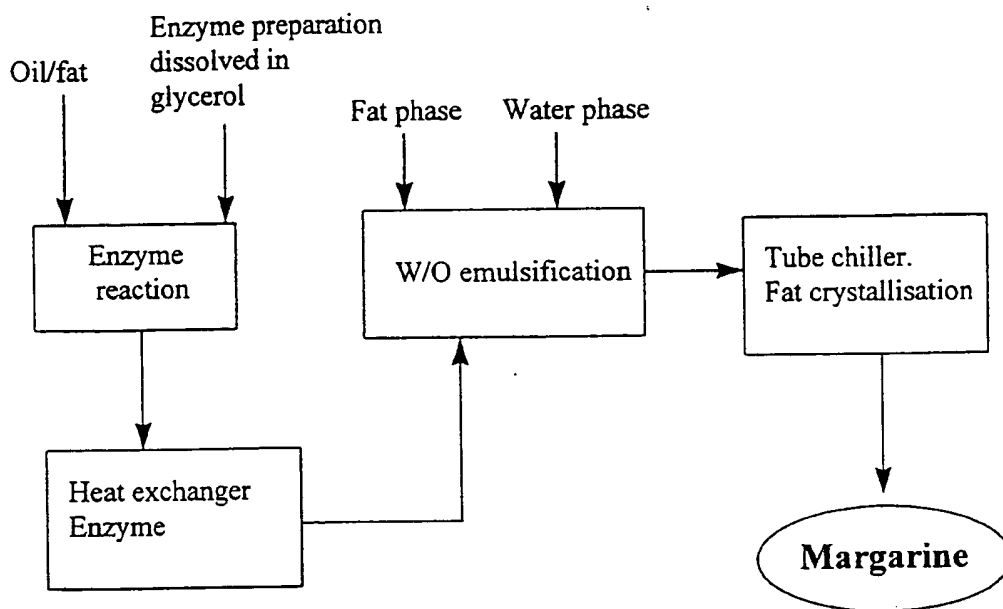 Oil/fat
Enzyme preparation
dissolved in
glycerol
Fat phase
Water phase
Enzyme
reaction
W/O emulsification
Tube chiller.
Fat crystallisation
Heat exchanger
Enzyme
Margarine